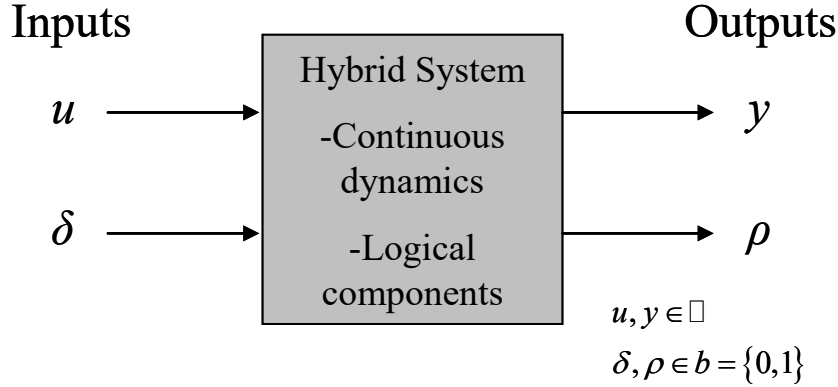 Inputs
Outputs
Hybrid System
u
y
-Continuous
dynamics
δ
ρ
-Logical
components
u, y ∈ □
δ, ρ ∈ b = {0,1}